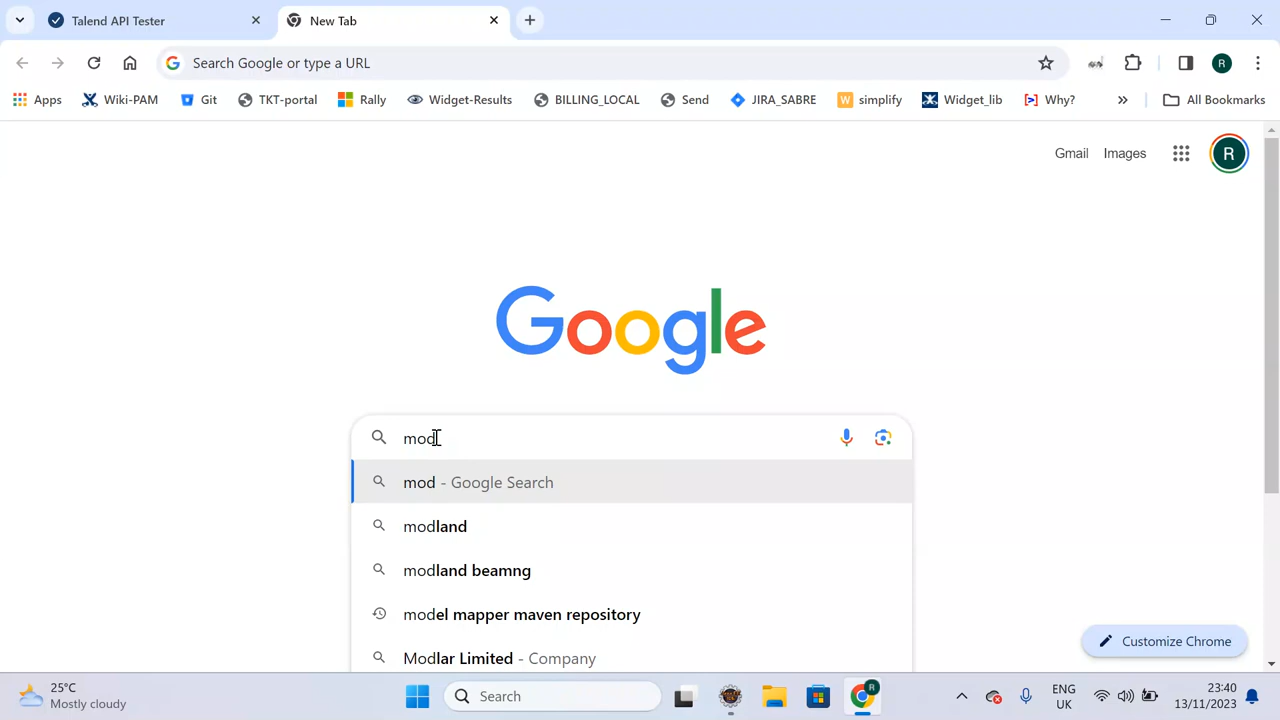 Talend API Tester
New Tab
Search Google or type a URL
R
Apps
Wiki-PAM
Git
TKT-portal
Rally
Widget-Results
BILLING_LOCAL
Send
JIRA_SABRE
W simplify
Widget_lib
Why?
All Bookmarks
Gmail
Images
R
Google
mod
mod - Google Search
modland
modland beamng
model mapper maven repository
Modlar Limited - Company
Customize Chrome
25°C
Mostly cloudy
Search
R
ENG
UK
23:40
13/11/2023